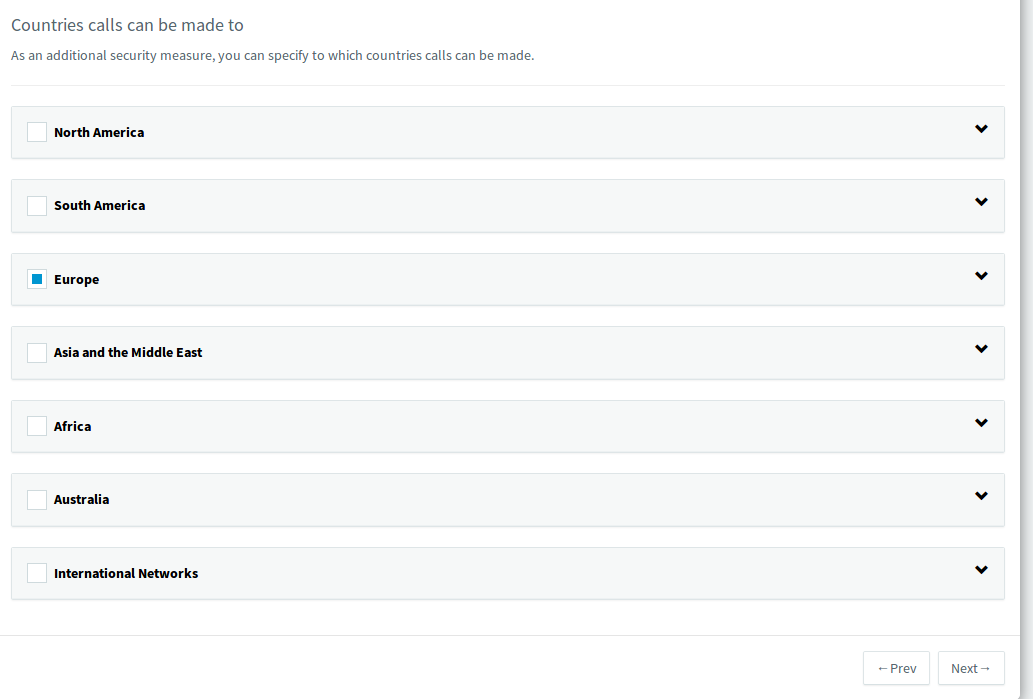 Countries calls can be made to
As an additional security measure, you can specify to which countries calls can be made.
North America
South America
Europe
Asia and the Middle East
Africa
Australia
International Networks
←Prev Next→